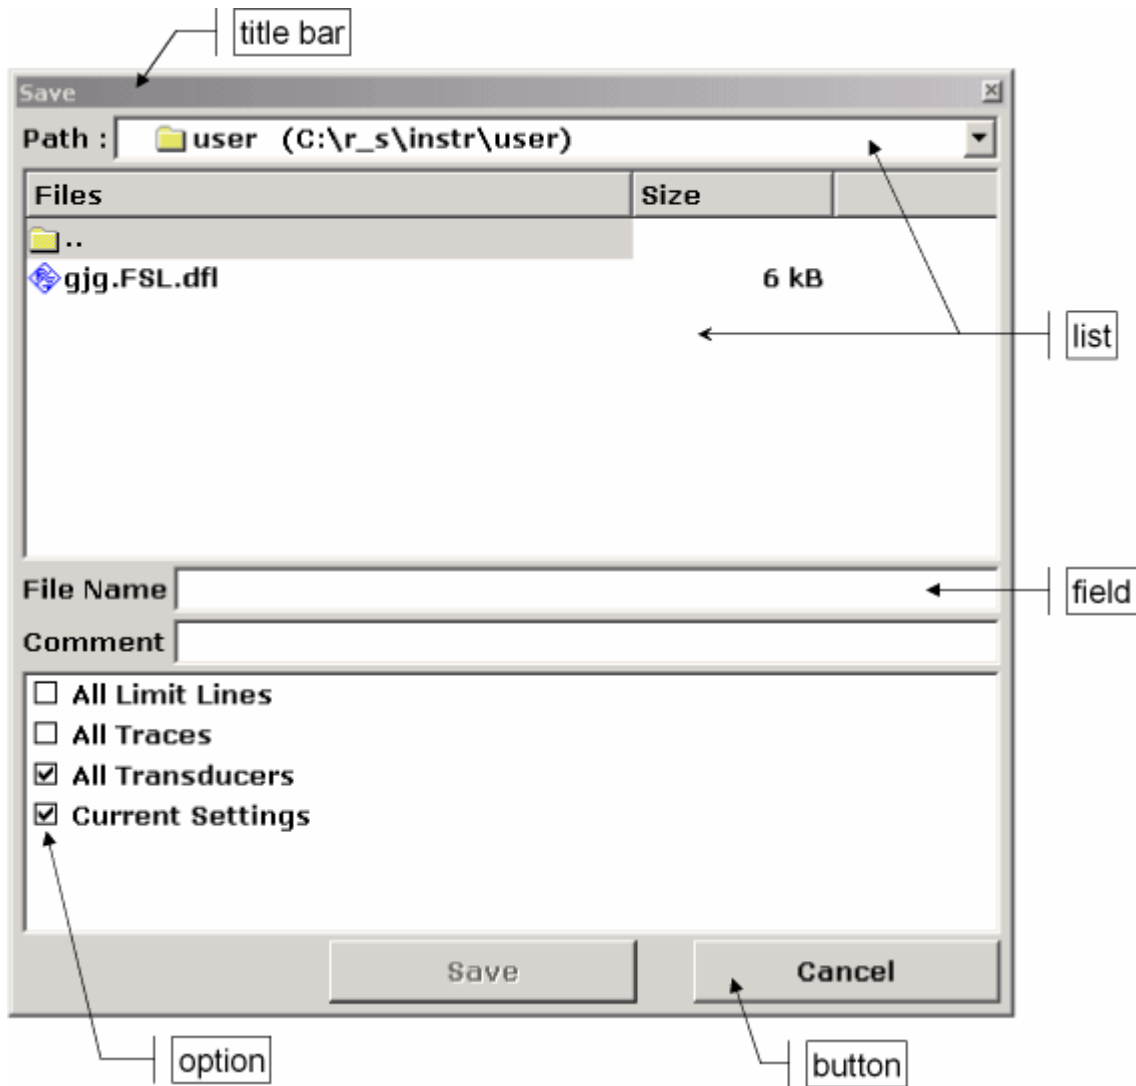 title bar
Save
Path : user (C:\r_s\instr\user)
Files Size
..
gjg.FSL.dfl 6 kB
list
File Name
field
Comment
All Limit Lines
All Traces
All Transducers
Current Settings
Save Cancel
option
button